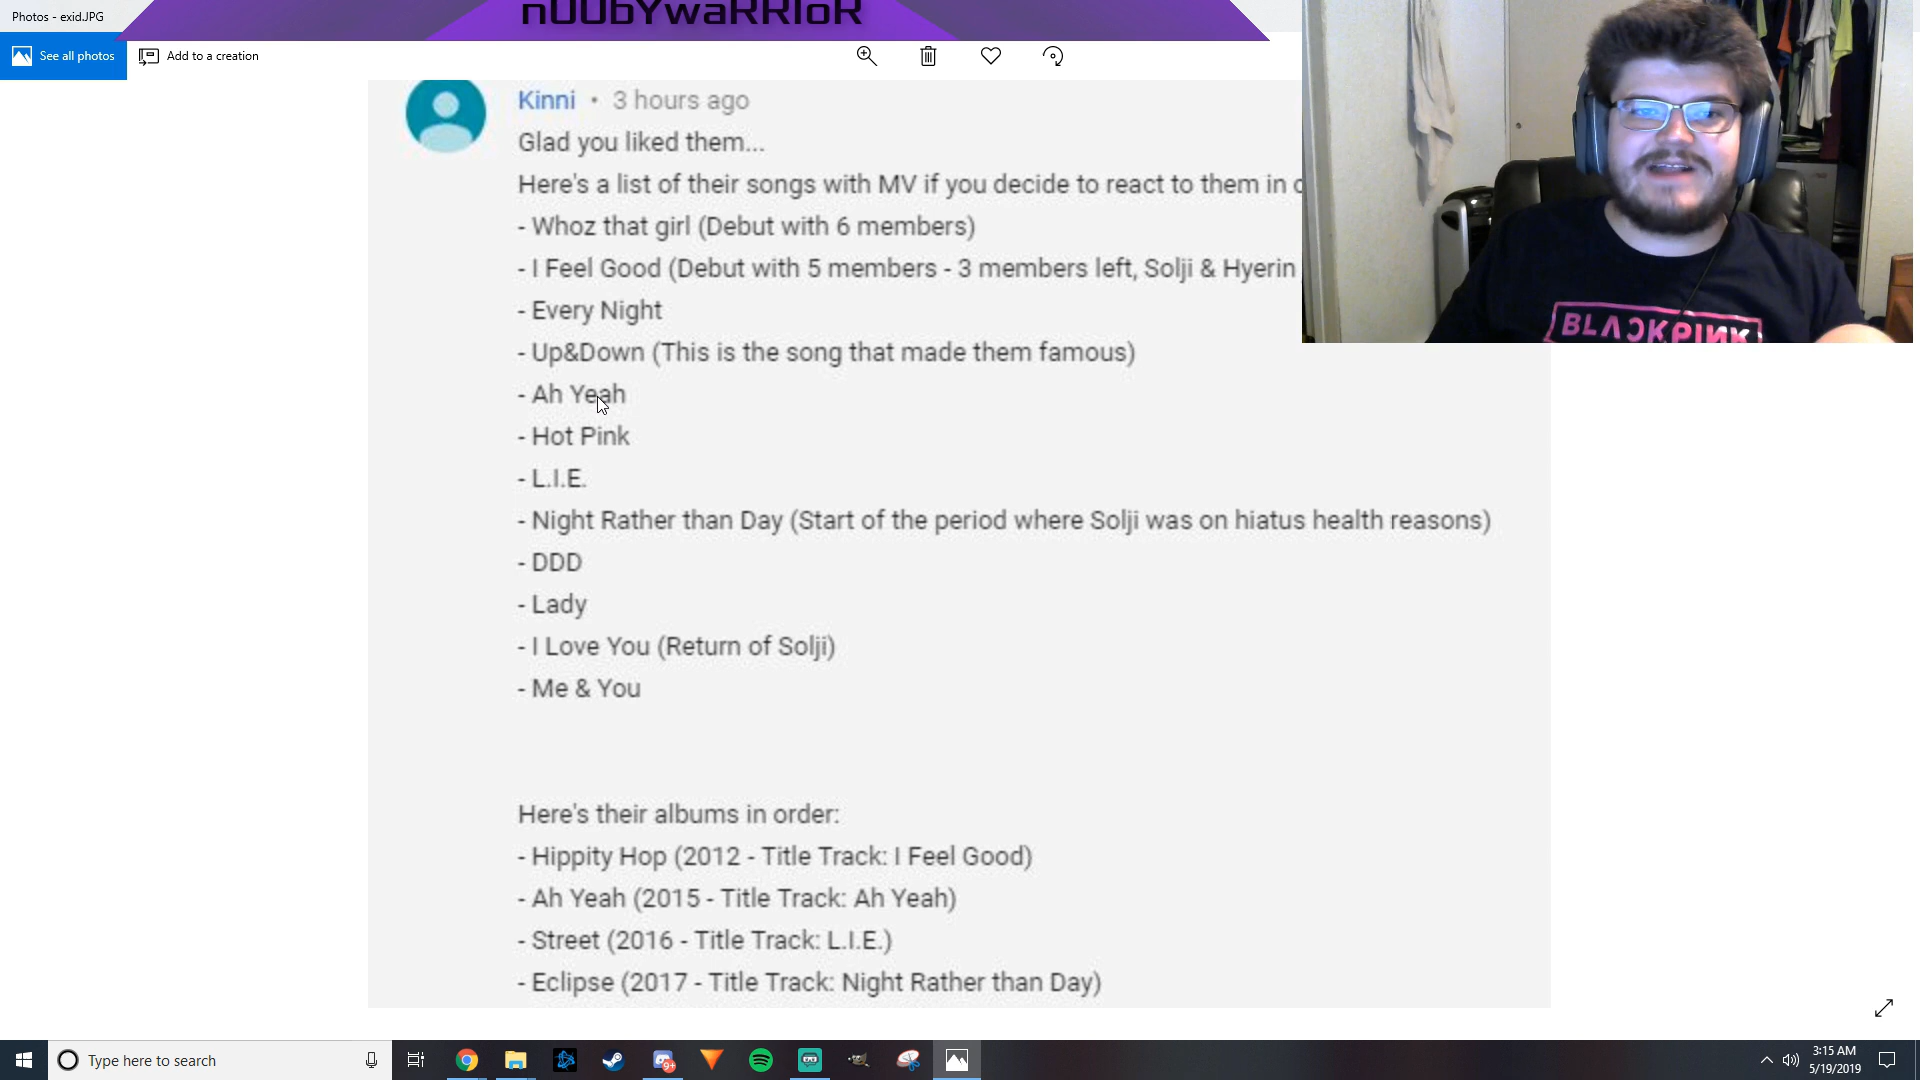 Photos - exid.JPG
n00bYwaRRIoR
See all photos
Add to a creation
Kinni • 3 hours ago
Glad you liked them...
Here's a list of their songs with MV if you decide to react to them in
- Whoz that girl (Debut with 6 members)
- I Feel Good (Debut with 5 members - 3 members left, Solji & Hyerin
- Every Night
- Up&Down (This is the song that made them famous)
- Ah Yeah
- Hot Pink
- L.I.E.
- Night Rather than Day (Start of the period where Solji was on hiatus health reasons)
- DDD
- Lady
- I Love You (Return of Solji)
- Me & You
Here's their albums in order:
- Hippity Hop (2012 - Title Track: I Feel Good)
- Ah Yeah (2015 - Title Track: Ah Yeah)
- Street (2016 - Title Track: L.I.E.)
- Eclipse (2017 - Title Track: Night Rather than Day)
BLACKPINK
Type here to search
9+
3:15 AM
5/19/2019